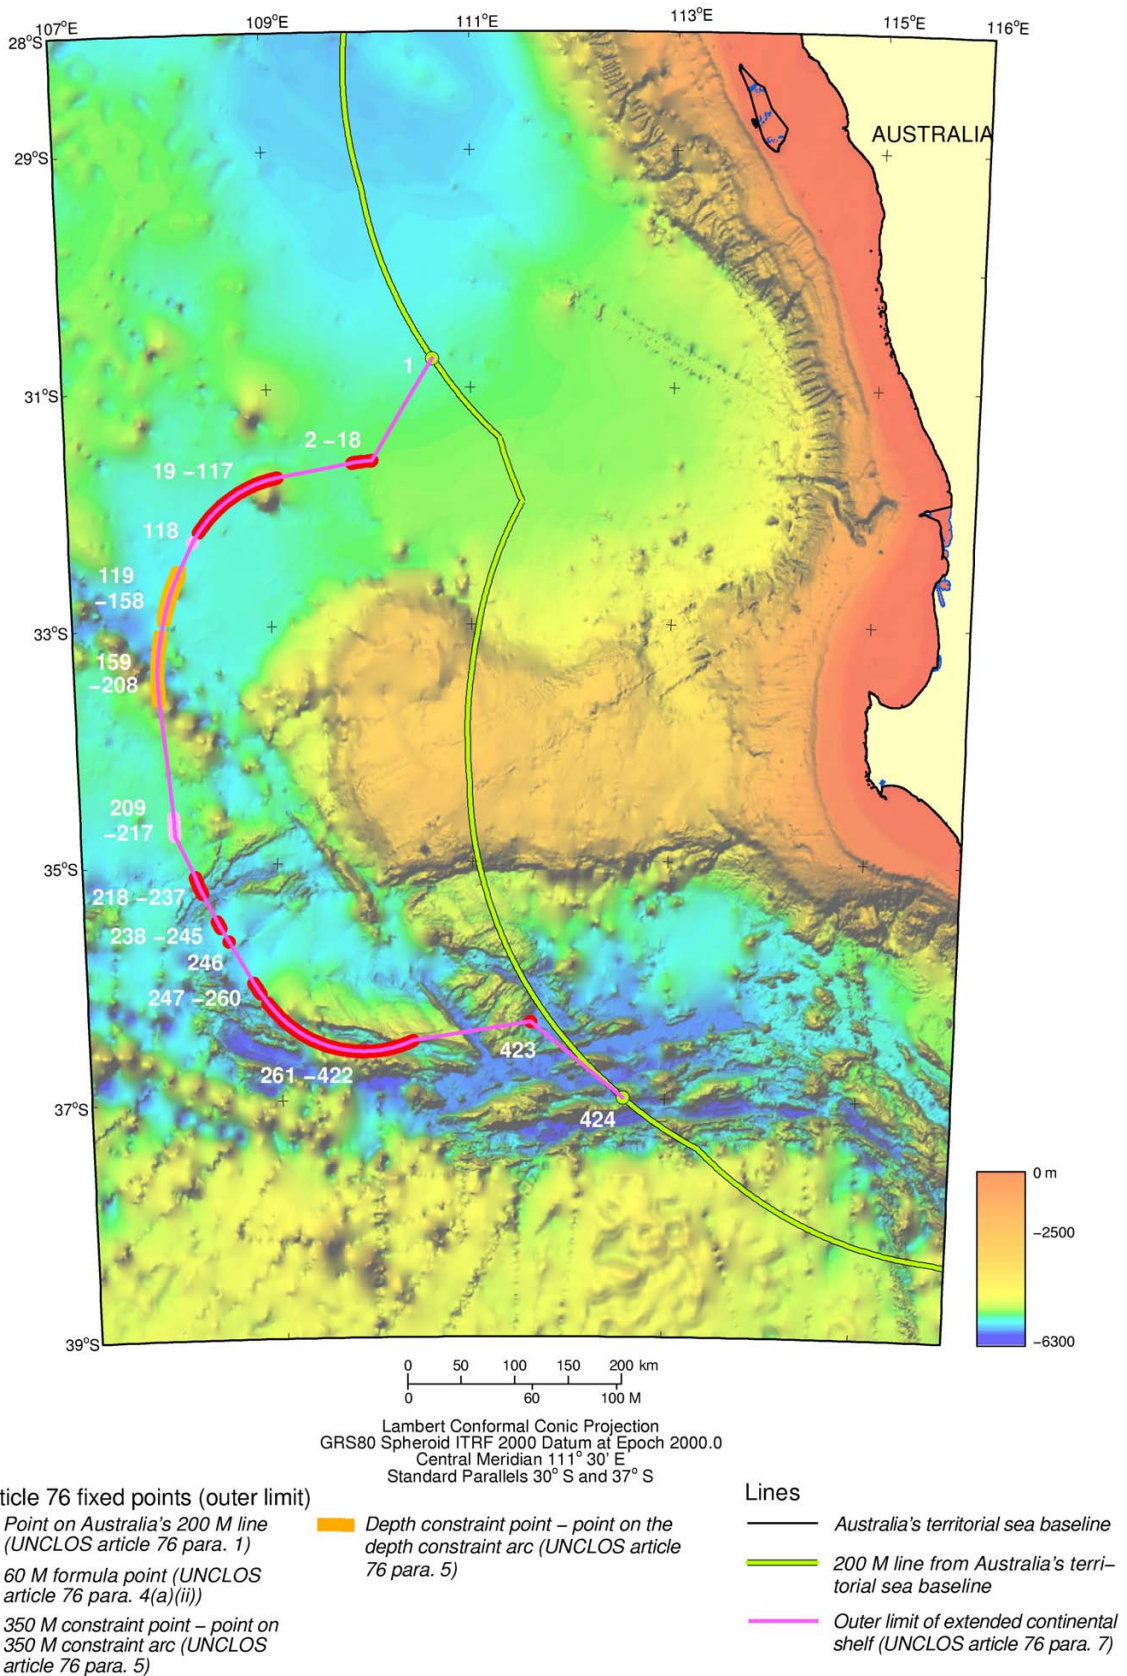 107°E 109°E 111°E 113°E 115°E 116°E
28°S
AUSTRALIA
29°S
1
31°S
2 –18
19 –117
118
119
–158
33°S
159
–208
209
–217
35°S
218 –237
238 –245
246
247 –260
423
261 –422
37°S
424
0 m
–2500
–6300
39°S
0 50 100 150 200 km
0 60 100 M
Lambert Conformal Conic Projection
GRS80 Spheroid ITRF 2000 Datum at Epoch 2000.0
Central Meridian 111° 30' E
Standard Parallels 30° S and 37° S
ticle 76 fixed points (outer limit)
Point on Australia's 200 M line
(UNCLOS article 76 para. 1)
60 M formula point (UNCLOS
article 76 para. 4(a)(ii))
350 M constraint point – point on
350 M constraint arc (UNCLOS
article 76 para. 5)
Depth constraint point – point on the
depth constraint arc (UNCLOS article
76 para. 5)
Lines
Australia's territorial sea baseline
200 M line from Australia's terri–
torial sea baseline
Outer limit of extended continental
shelf (UNCLOS article 76 para. 7)